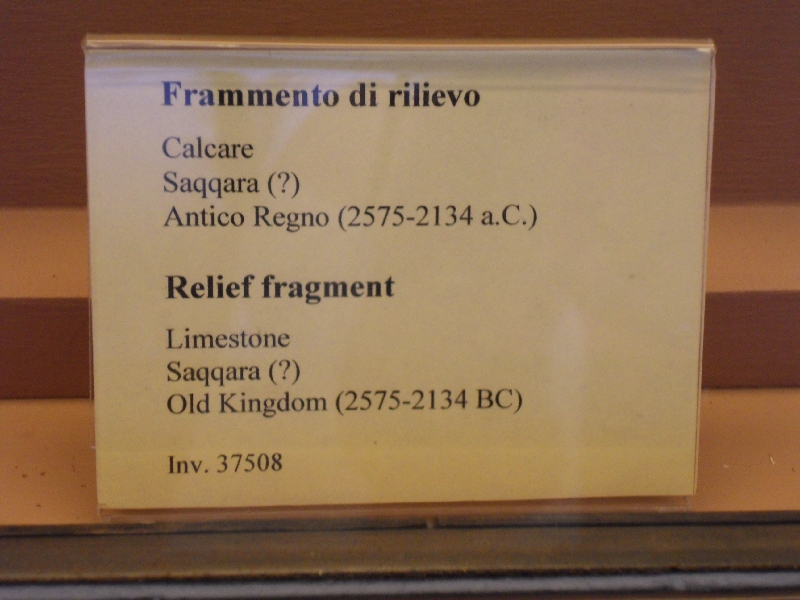 Frammento di rilievo
Calcare
Saqqara (?)
Antico Regno (2575-2134 a.C.)
Relief fragment
Limestone
Saqqara (?)
Old Kingdom (2575-2134 BC)
Inv. 37508